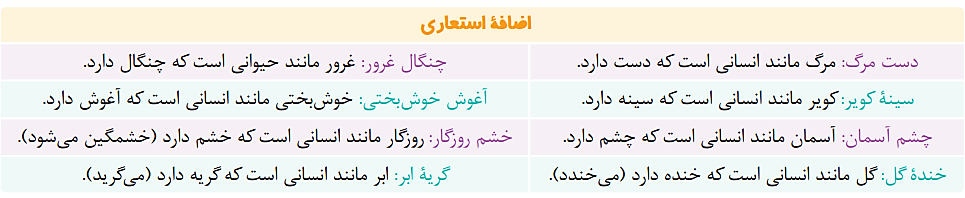 اضافهٔ استعاری
دست مرگ: مرگ مانند انسانی است که دست دارد.
چنگال غرور: غرور مانند حیوانی است که چنگال دارد.
سینهٔ کویر: کویر مانند انسانی است که سینه دارد.
آغوش خوش‌بختی: خوش‌بختی مانند انسانی است که آغوش دارد.
چشم آسمان: آسمان مانند انسانی است که چشم دارد.
خشم روزگار: روزگار مانند انسانی است که خشم دارد (خشمگین می‌شود).
خندهٔ گل: گل مانند انسانی است که خنده دارد (می‌خندد).
گریهٔ ابر: ابر مانند انسانی است که گریه دارد (می‌گرید).